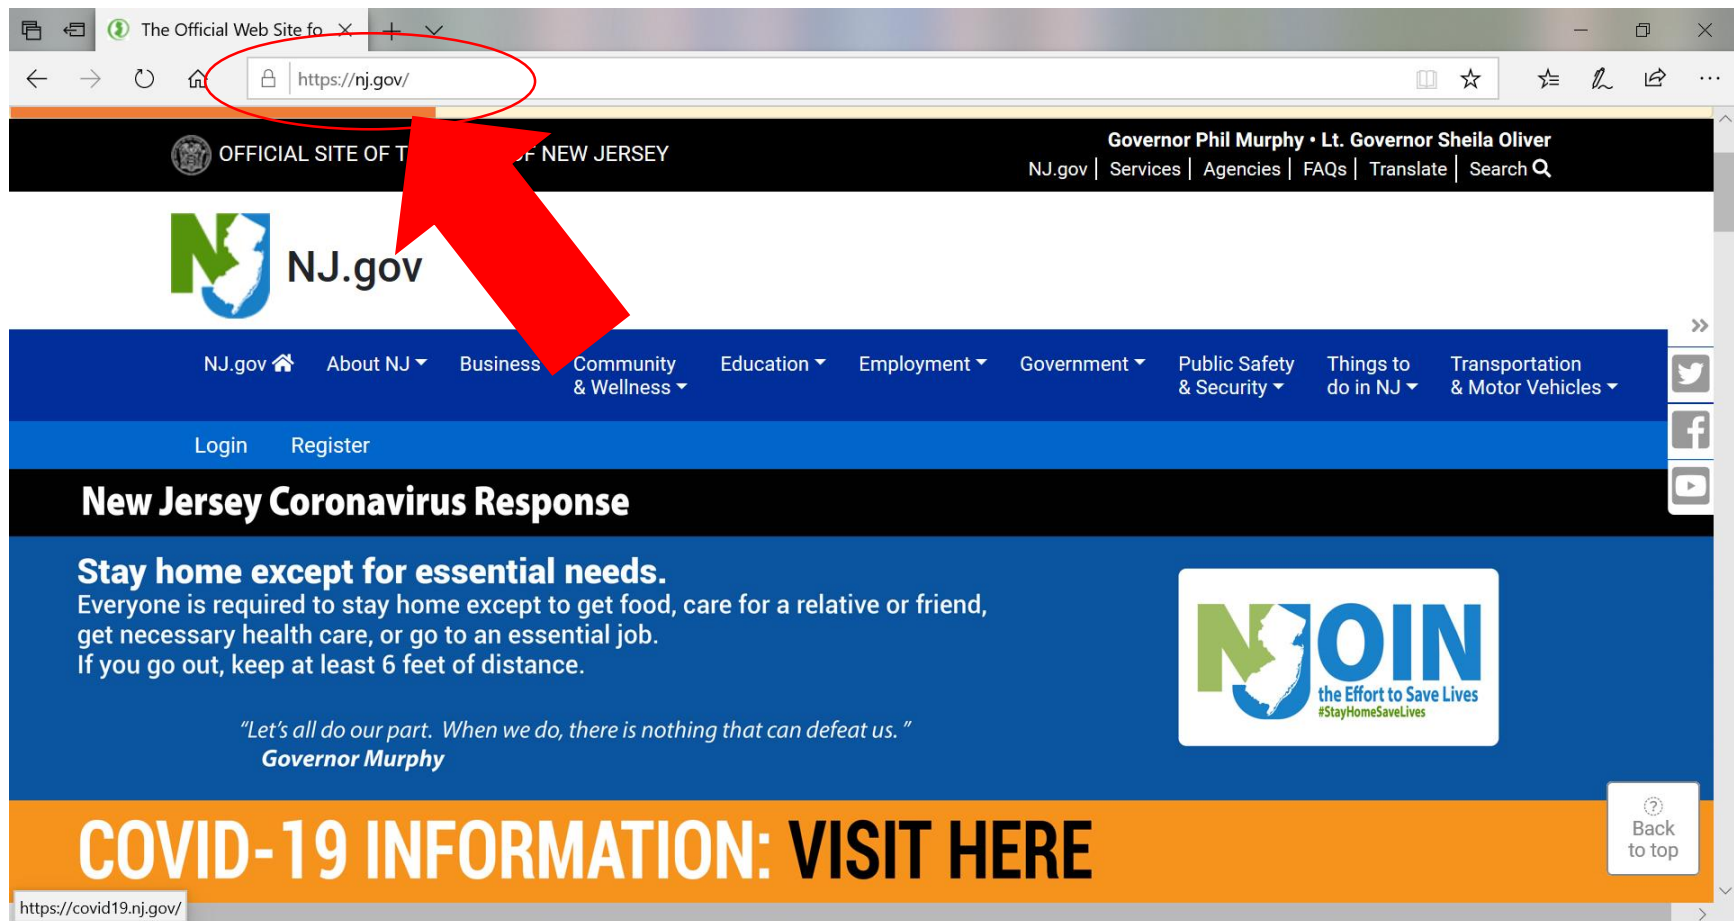 The Official Web Site fo
https://nj.gov/
OFFICIAL SITE OF T OF NEW JERSEY
Governor Phil Murphy • Lt. Governor Sheila Oliver
NJ.gov | Services | Agencies | FAQs | Translate | Search
NJ.gov
NJ.gov About NJ Business Community & Wellness Education Employment Government Public Safety & Security Things to do in NJ Transportation & Motor Vehicles
Login Register
New Jersey Coronavirus Response
Stay home except for essential needs.
Everyone is required to stay home except to get food, care for a relative or friend,
get necessary health care, or go to an essential job.
If you go out, keep at least 6 feet of distance.
"Let's all do our part. When we do, there is nothing that can defeat us. "
Governor Murphy
NJOIN
the Effort to Save Lives
#StayHomeSaveLives
COVID-19 INFORMATION: VISIT HERE
Back
to top
https://covid19.nj.gov/